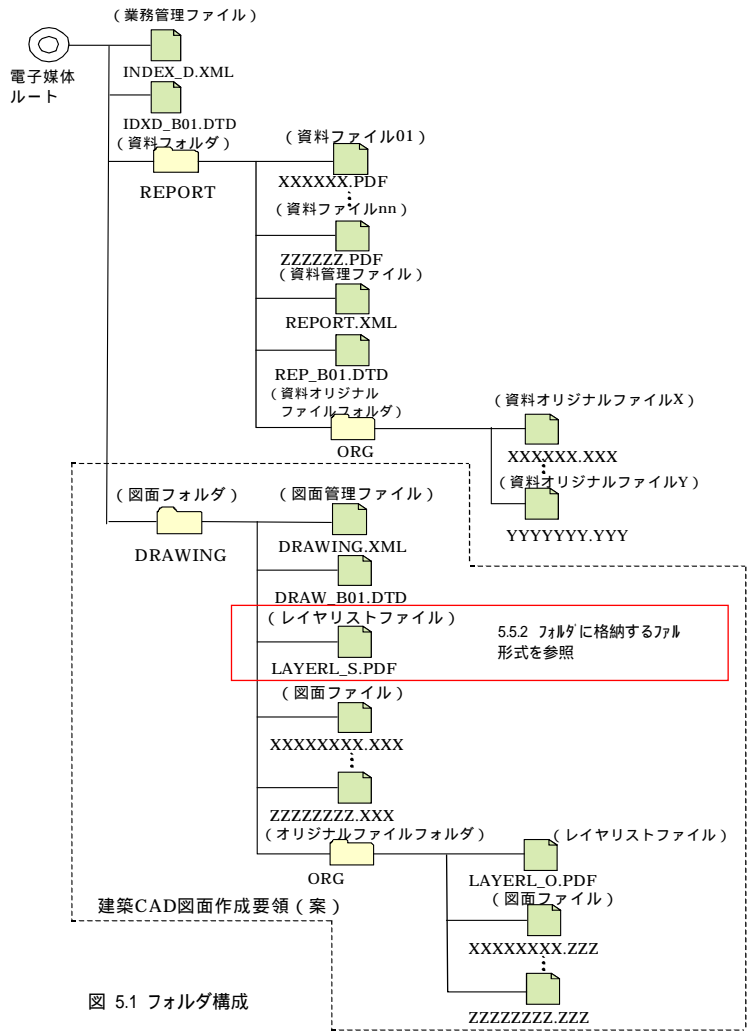 （業務管理ファイル）
電子媒体
ルート
INDEX_D.XML
IDXD_B01.DTD
（資料フォルダ）
REPORT
（資料ファイル01）
XXXXXX.PDF
（資料ファイルnn）
ZZZZZZ.PDF
（資料管理ファイル）
REPORT.XML
REP_B01.DTD
（資料オリジナル
ファイルフォルダ）
ORG
（資料オリジナルファイルX）
XXXXXX.XXX
（資料オリジナルファイルY）
YYYYYYY.YYY
（図面フォルダ）
DRAWING
（図面管理ファイル）
DRAWING.XML
DRAW_B01.DTD
（レイヤリストファイル）
LAYERL_S.PDF
5.5.2 フォルダに格納するファル
形式を参照
（図面ファイル）
XXXXXXXX.XXX
ZZZZZZZZ.XXX
（オリジナルファイルフォルダ）
ORG
（レイヤリストファイル）
LAYERL_O.PDF
（図面ファイル）
XXXXXXXX.ZZZ
ZZZZZZZZ.ZZZ
建築CAD図面作成要領（案）
図 5.1 フォルダ構成